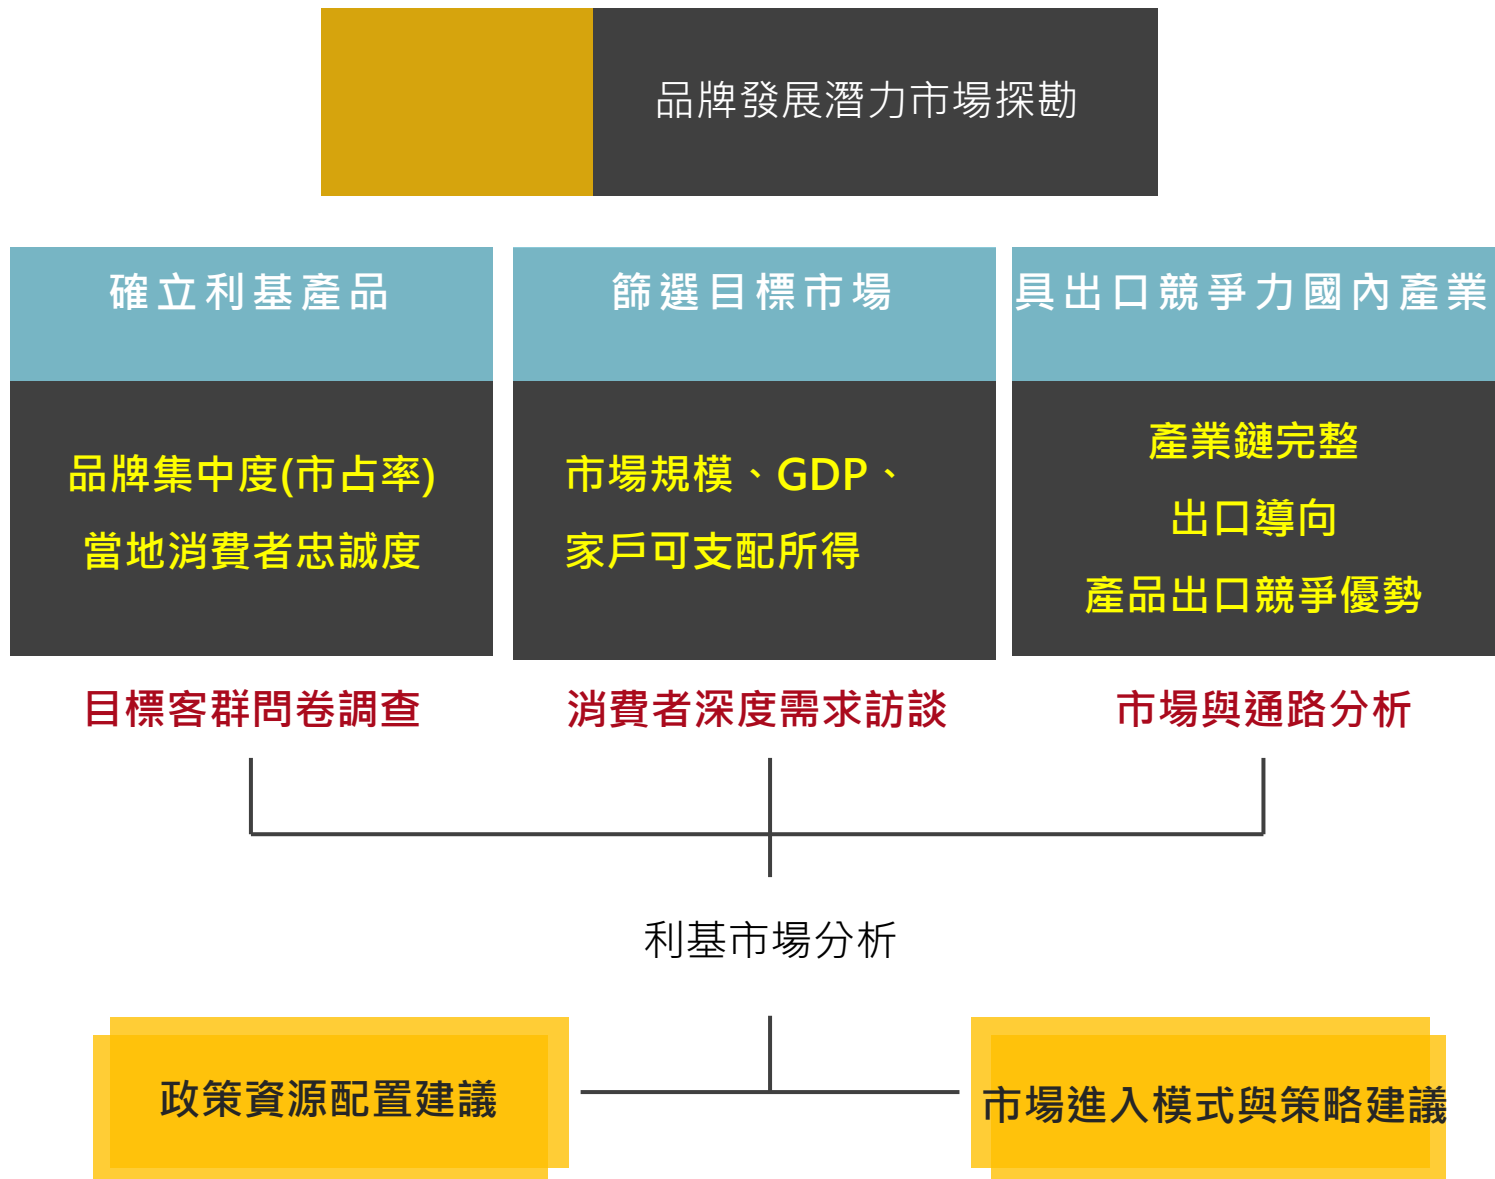 品牌發展潛力市場探勘
確立利基產品
篩選目標市場
具出口競爭力國內產業
品牌集中度(市占率)
當地消費者忠誠度
市場規模、GDP、
家戶可支配所得
產業鏈完整
出口導向
產品出口競爭優勢
目標客群問卷調查
消費者深度需求訪談
市場與通路分析
利基市場分析
政策資源配置建議
市場進入模式與策略建議